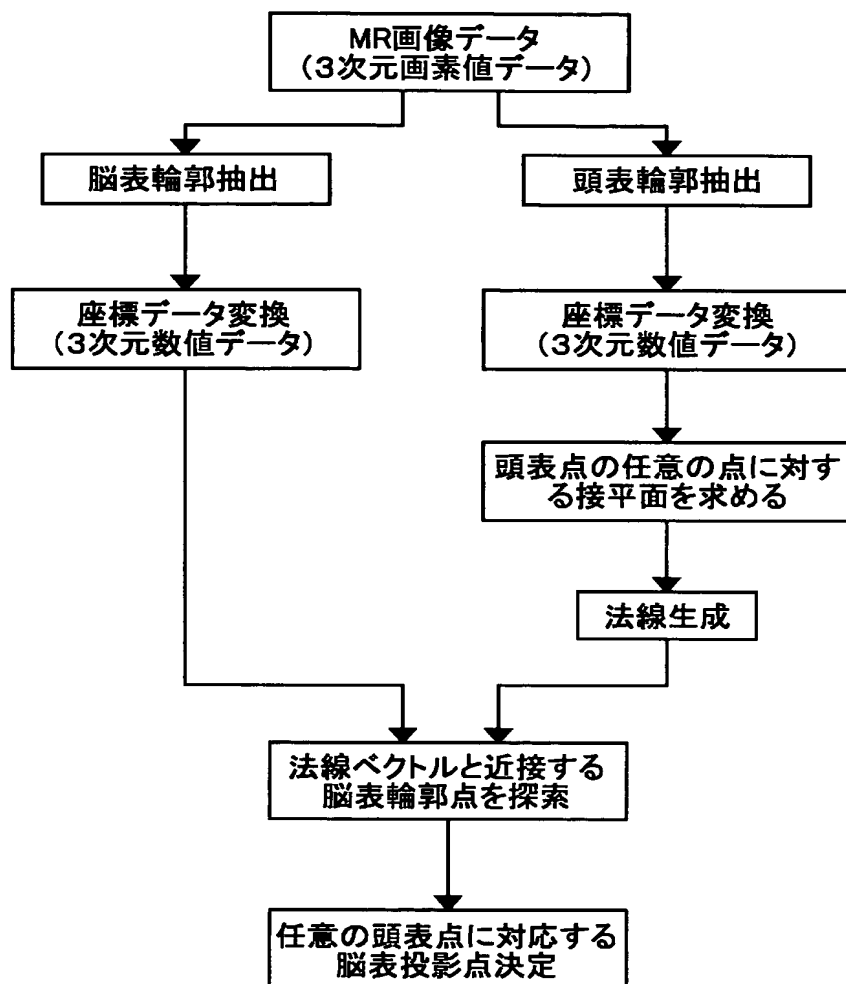 MR画像データ
(3次元画素値データ)
脳表輪郭抽出
頭表輪郭抽出
座標データ変換
(3次元数値データ)
座標データ変換
(3次元数値データ)
頭表点の任意の点に対す
る接平面を求める
法線生成
法線ベクトルと近接する
脳表輪郭点を探索
任意の頭表点に対応する
脳表投影点決定